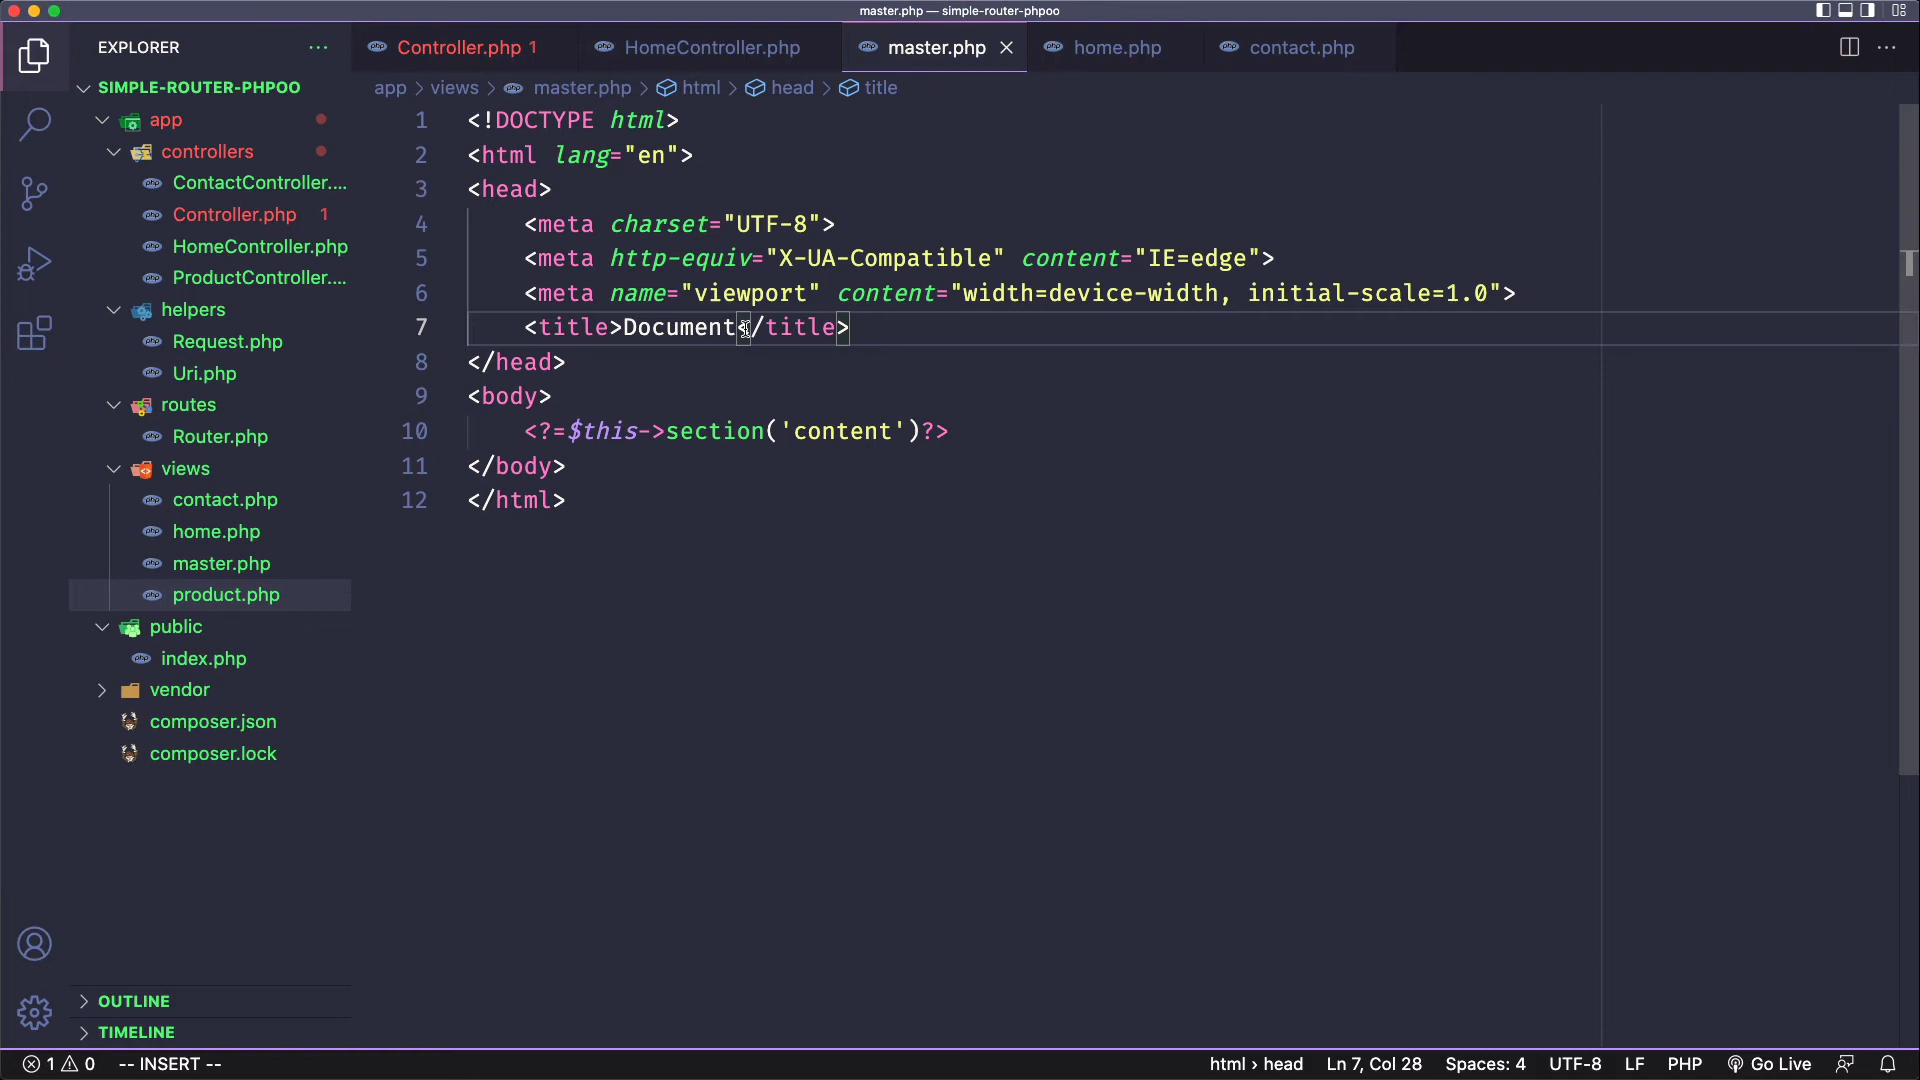 master.php — simple-router-phpoo
EXPLORER
SIMPLE-ROUTER-PHPOO
app
controllers
ContactController....
Controller.php 1
HomeController.php
ProductController....
helpers
Request.php
Uri.php
routes
Router.php
views
contact.php
home.php
master.php
product.php
public
index.php
vendor
composer.json
composer.lock
OUTLINE
TIMELINE
Controller.php 1 HomeController.php master.php home.php contact.php
app > views > master.php > html > head > title
1 <!DOCTYPE html>
2 <html lang="en">
3 <head>
4 <meta charset="UTF-8">
5 <meta http-equiv="X-UA-Compatible" content="IE=edge">
6 <meta name="viewport" content="width=device-width, initial-scale=1.0">
7 <title>Document</title>
8 </head>
9 <body>
10 <?=$this->section('content')?>
11 </body>
12 </html>
1 0 -- INSERT -- html › head Ln 7, Col 28 Spaces: 4 UTF-8 LF PHP Go Live